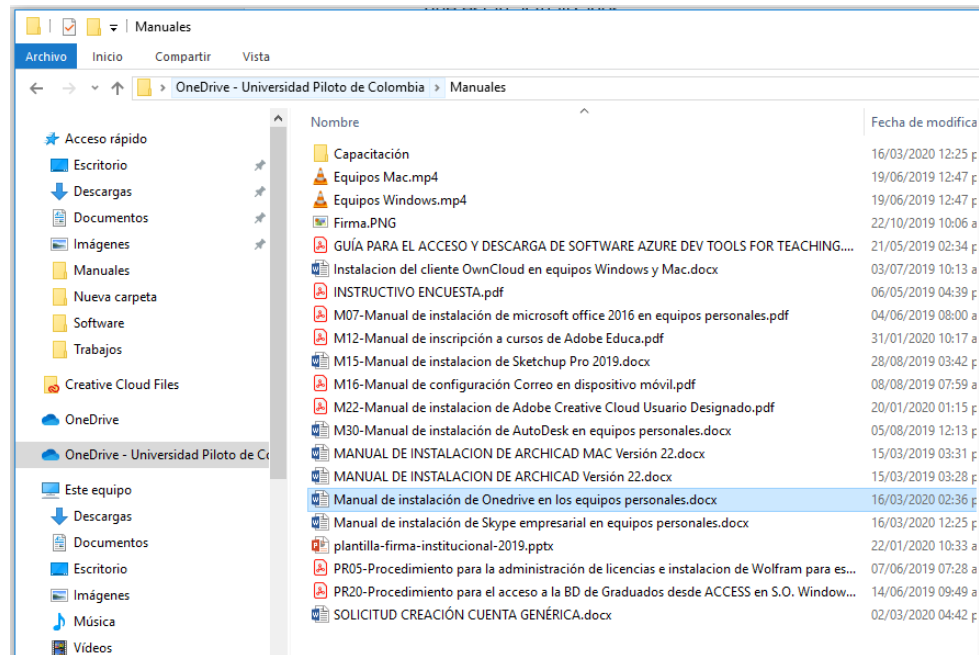 Manuales
Archivo Inicio Compartir Vista
OneDrive - Universidad Piloto de Colombia > Manuales
Nombre Fecha de modifica
Acceso rápido
Escritorio
Descargas
Documentos
Imágenes
Manuales
Nueva carpeta
Software
Trabajos
Creative Cloud Files
OneDrive
OneDrive - Universidad Piloto de Co
Este equipo
Descargas
Documentos
Escritorio
Imágenes
Música
Vídeos
Capacitación 16/03/2020 12:25 p
Equipos Mac.mp4 19/06/2019 12:47 p
Equipos Windows.mp4 19/06/2019 12:47 p
Firma.PNG 22/10/2019 10:06 a
GUÍA PARA EL ACCESO Y DESCARGA DE SOFTWARE AZURE DEV TOOLS FOR TEACHING.... 21/05/2019 02:34 p
Instalacion del cliente OwnCloud en equipos Windows y Mac.docx 03/07/2019 10:13 a
INSTRUCTIVO ENCUESTA.pdf 06/05/2019 04:39 p
M07-Manual de instalación de microsoft office 2016 en equipos personales.pdf 04/06/2019 08:00 a
M12-Manual de inscripción a cursos de Adobe Educa.pdf 31/01/2020 10:17 a
M15-Manual de instalacion de Sketchup Pro 2019.docx 28/08/2019 03:42 p
M16-Manual de configuración Correo en dispositivo móvil.pdf 08/08/2019 07:59 a
M22-Manual de instalacion de Adobe Creative Cloud Usuario Designado.pdf 20/01/2020 01:15 p
M30-Manual de instalación de AutoDesk en equipos personales.docx 05/08/2019 12:13 p
MANUAL DE INSTALACION DE ARCHICAD MAC Versión 22.docx 15/03/2019 03:31 p
MANUAL DE INSTALACION DE ARCHICAD Versión 22.docx 15/03/2019 03:28 p
Manual de instalación de Onedrive en los equipos personales.docx 16/03/2020 02:36 p
Manual de instalación de Skype empresarial en equipos personales.docx 16/03/2020 12:25 p
plantilla-firma-institucional-2019.pptx 22/01/2020 10:33 a
PR05-Procedimiento para la administración de licencias e instalacion de Wolfram para es... 07/06/2019 07:28 a
PR20-Procedimiento para el acceso a la BD de Graduados desde ACCESS en S.O. Window... 14/06/2019 09:49 a
SOLICITUD CREACIÓN CUENTA GENÉRICA.docx 02/03/2020 04:42 p